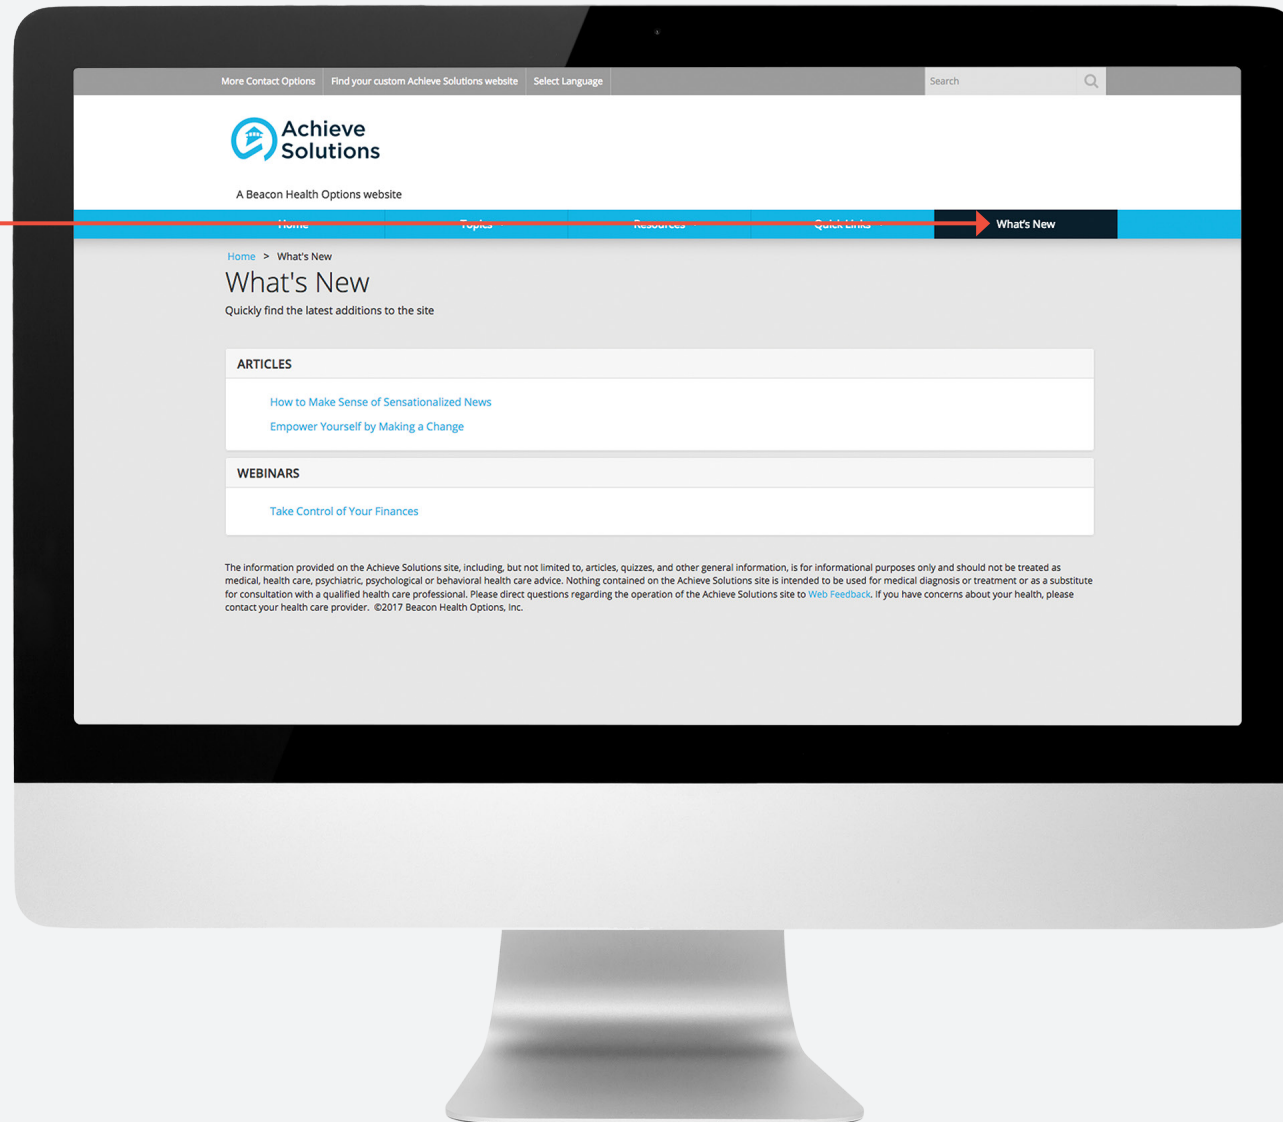 More Contact Options Find your custom Achieve Solutions website Select Language Search
Achieve
Solutions
A Beacon Health Options website
Home Topics Resources Quick Links What's New
Home > What's New
What's New
Quickly find the latest additions to the site
ARTICLES
How to Make Sense of Sensationalized News
Empower Yourself by Making a Change
WEBINARS
Take Control of Your Finances
The information provided on the Achieve Solutions site, including, but not limited to, articles, quizzes, and other general information, is for informational purposes only and should not be treated as
medical, health care, psychiatric, psychological or behavioral health care advice. Nothing contained on the Achieve Solutions site is intended to be used for medical diagnosis or treatment or as a substitute
for consultation with a qualified health care professional. Please direct questions regarding the operation of the Achieve Solutions site to Web Feedback. If you have concerns about your health, please
contact your health care provider. ©2017 Beacon Health Options, Inc.